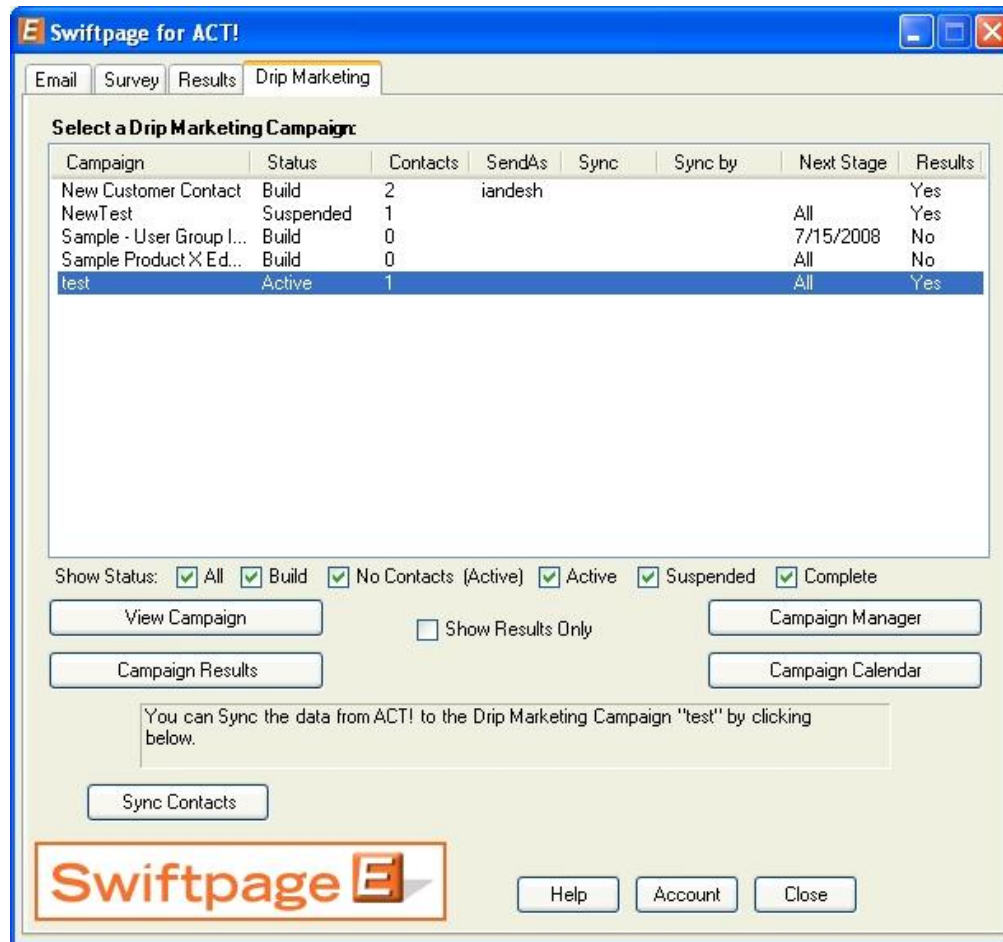 E Swiftpage for ACT!
Email Survey Results Drip Marketing
Select a Drip Marketing Campaign:
Campaign Status Contacts SendAs Sync Sync by Next Stage Results
New Customer Contact Build 2 iandesh Yes
NewTest Suspended 1 All Yes
Sample - User Group I... Build 0 7/15/2008 No
Sample Product X Ed... Build 0 All No
test Active 1 All Yes
Show Status: All Build No Contacts (Active) Active Suspended Complete
View Campaign Show Results Only Campaign Manager
Campaign Results Campaign Calendar
You can Sync the data from ACT! to the Drip Marketing Campaign "test" by clicking
below.
Sync Contacts
Swiftpage E
Help Account Close